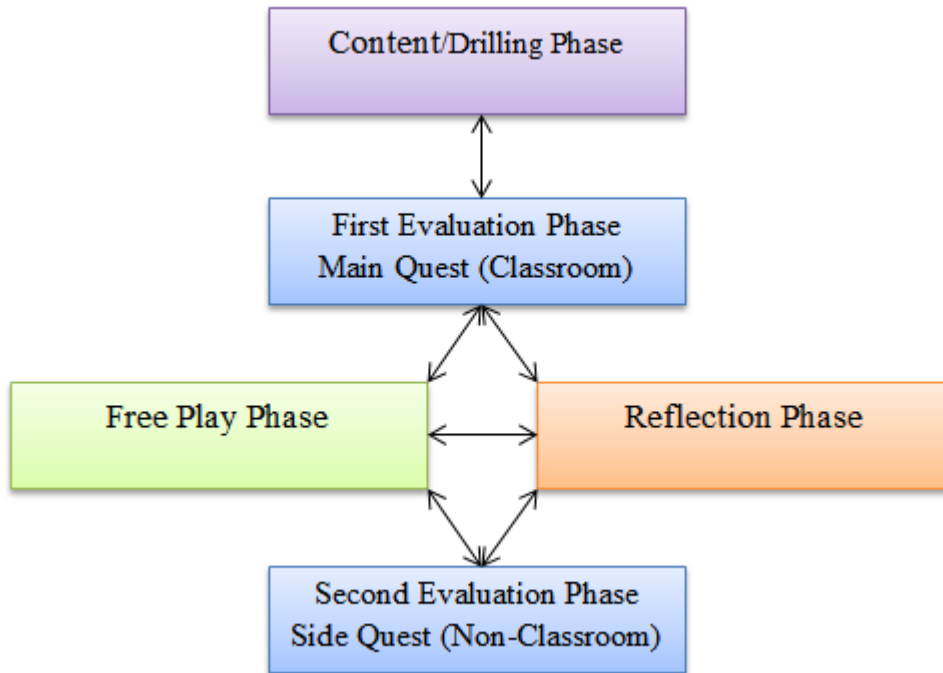 Content/Drilling Phase
First Evaluation Phase
Main Quest (Classroom)
Free Play Phase
Reflection Phase
Second Evaluation Phase
Side Quest (Non-Classroom)